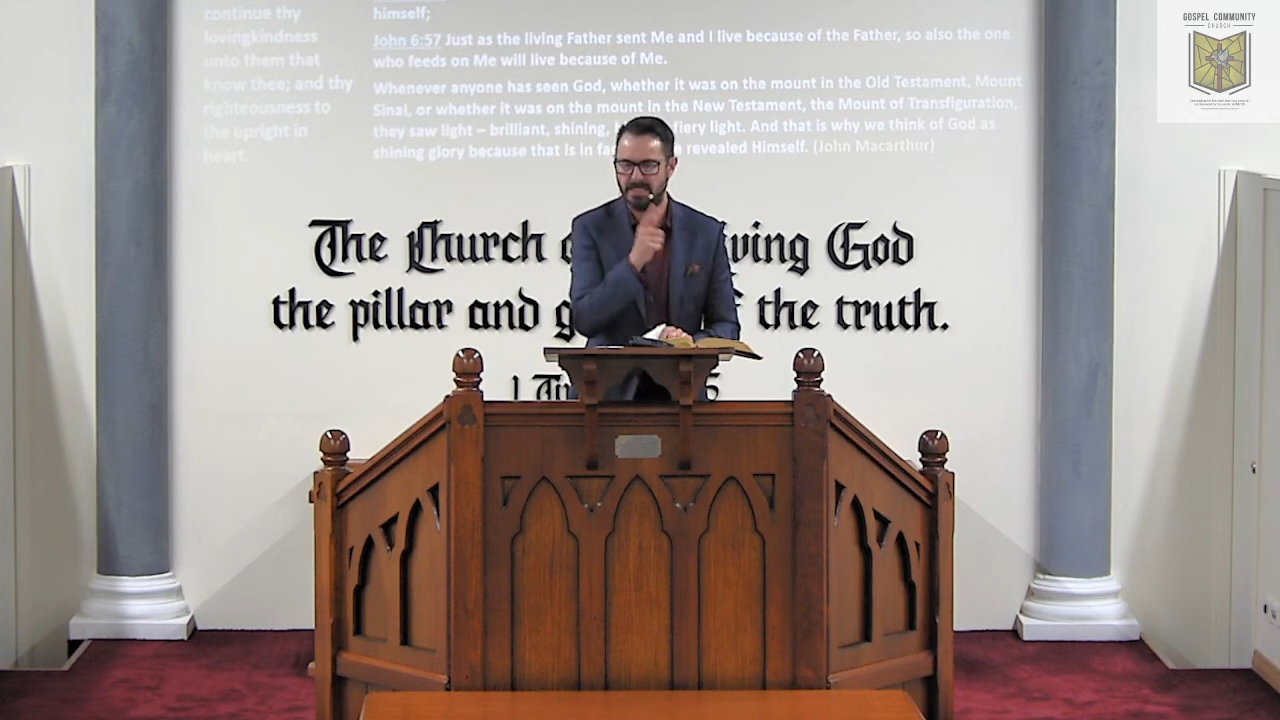 continue thy
lovingkindness
unto them that
know thee; and thy
righteousness to
the upright in
heart.
himself;
John 6:57 Just as the living Father sent Me and I live because of the Father, so also the one
who feeds on Me will live because of Me.
Whenever anyone has seen God, whether it was on the mount in the Old Testament, Mount
Sinai, or whether it was on the mount in the New Testament, the Mount of Transfiguration,
they saw light – brilliant, shining, fiery light. And that is why we think of God as
shining glory because that is in revealed Himself. (John Macarthur)
The Church iving God
the pillar and the truth.
1
GOSPEL COMMUNITY
CHURCH